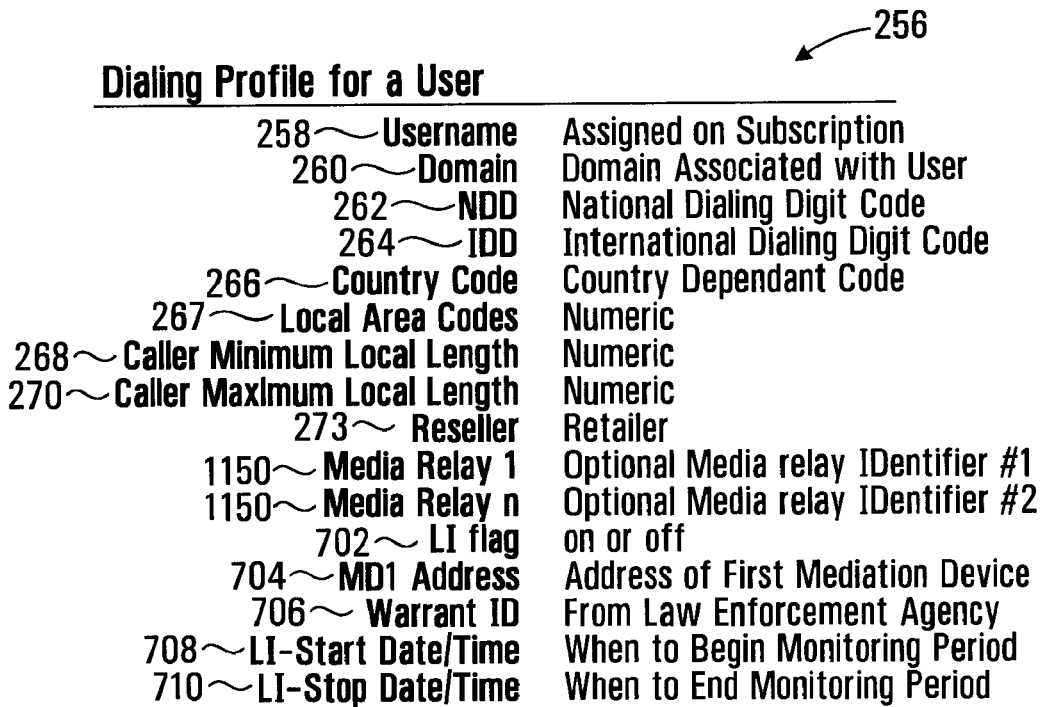 256
Dialing Profile for a User
258 Username Assigned on Subscription
260 Domain Domain Associated with User
262 NDD National Dialing Digit Code
264 IDD International Dialing Digit Code
266 Country Code Country Dependant Code
267 Local Area Codes Numeric
268 Caller Minimum Local Length Numeric
270 Caller MaxImum Local Length Numeric
273 Reseller Retailer
1150 Media Relay 1 Optional Media relay IDentifier #1
1150 Media Relay n Optional Media relay IDentifier #2
702 LI flag on or off
704 MD1 Address Address of First Mediation Device
706 Warrant ID From Law Enforcement Agency
708 LI-Start Date/Time When to Begin Monitoring Period
710 LI-Stop Date/Time When to End Monitoring Period